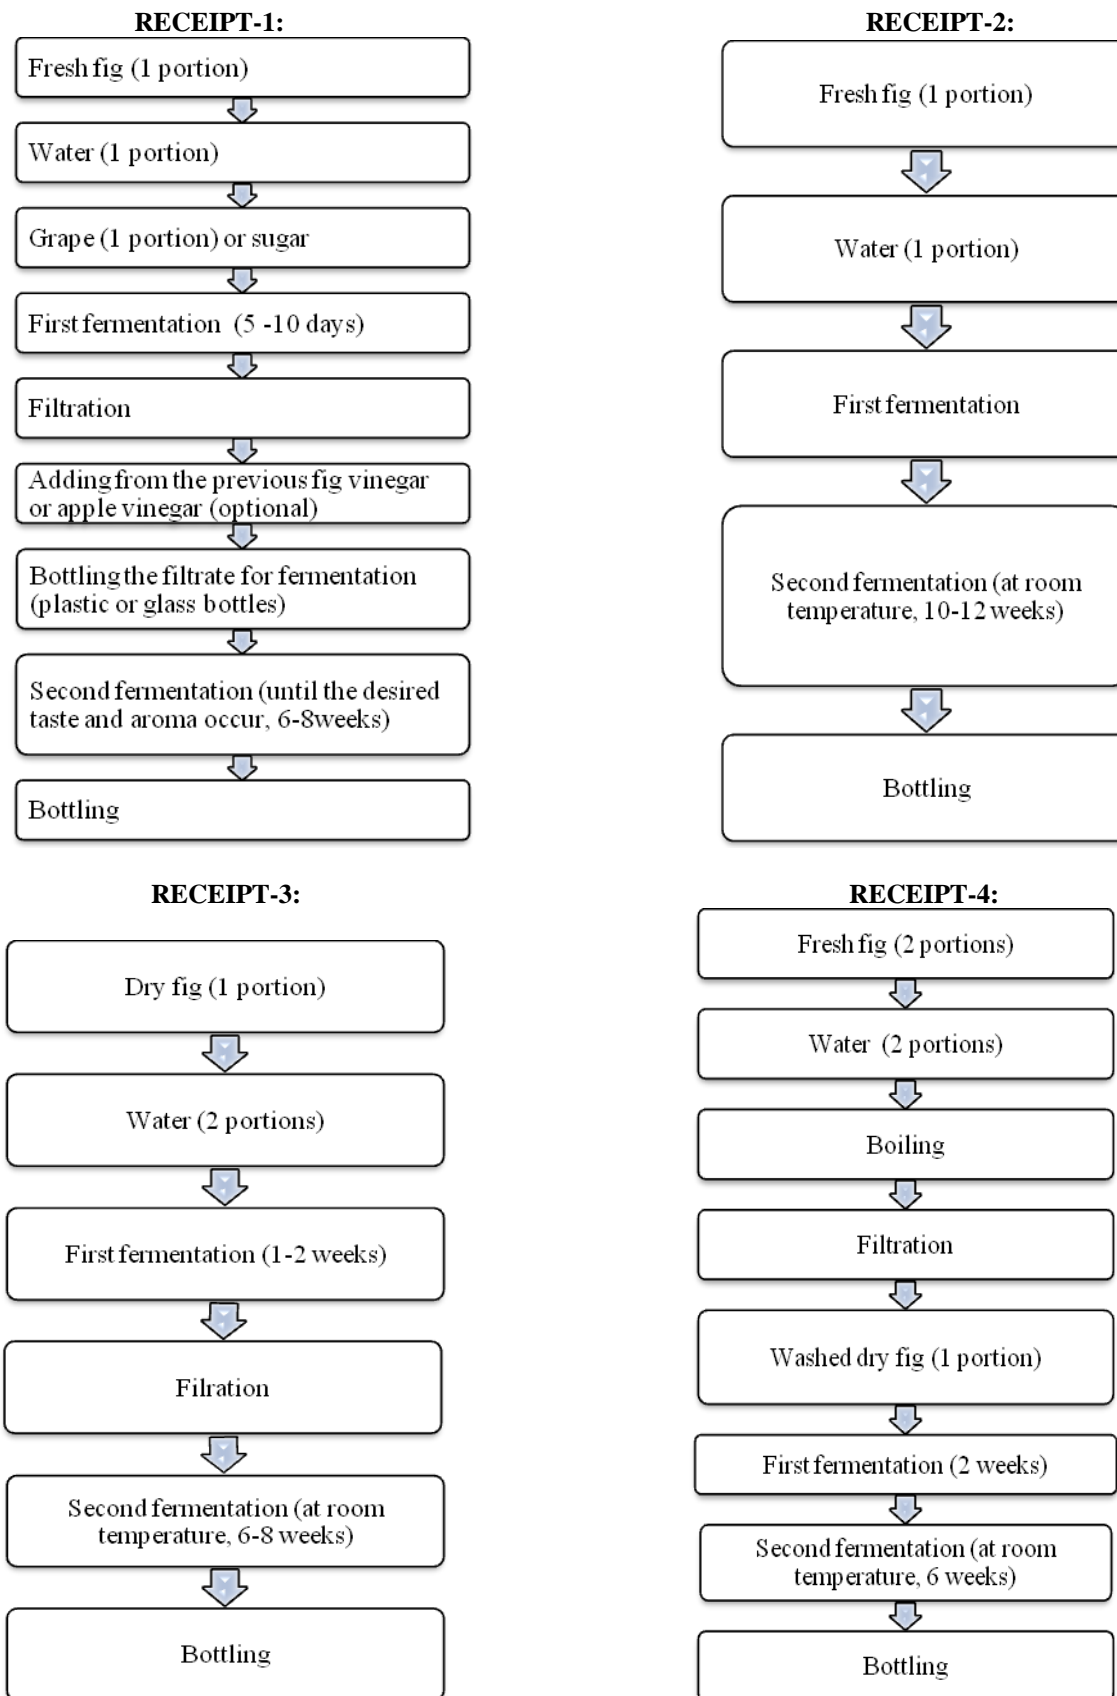 RECEIPT-1:
Fresh fig (1 portion)
Water (1 portion)
Grape (1 portion) or sugar
First fermentation (5 -10 days)
Filtration
Adding from the previous fig vinegar
or apple vinegar (optional)
Bottling the filtrate for fermentation
(plastic or glass bottles)
Second fermentation (until the desired
taste and aroma occur, 6-8weeks)
Bottling
RECEIPT-2:
Fresh fig (1 portion)
Water (1 portion)
First fermentation
Second fermentation (at room
temperature, 10-12 weeks)
Bottling
RECEIPT-3:
Dry fig (1 portion)
Water (2 portions)
First fermentation (1-2 weeks)
Filration
Second fermentation (at room
temperature, 6-8 weeks)
Bottling
RECEIPT-4:
Fresh fig (2 portions)
Water (2 portions)
Boiling
Filtration
Washed dry fig (1 portion)
First fermentation (2 weeks)
Second fermentation (at room
temperature, 6 weeks)
Bottling